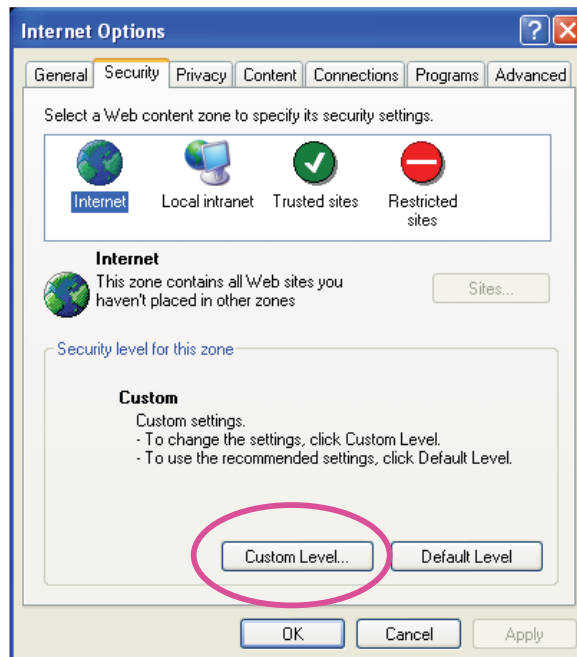 Internet Options
General Security Privacy Content Connections Programs Advanced
Select a Web content zone to specify its security settings.
Internet Local intranet Trusted sites Restricted
sites
Internet
This zone contains all Web sites you
haven't placed in other zones
Sites...
Security level for this zone
Custom
Custom settings.
- To change the settings, click Custom Level.
- To use the recommended settings, click Default Level.
Custom Level... Default Level
OK Cancel Apply